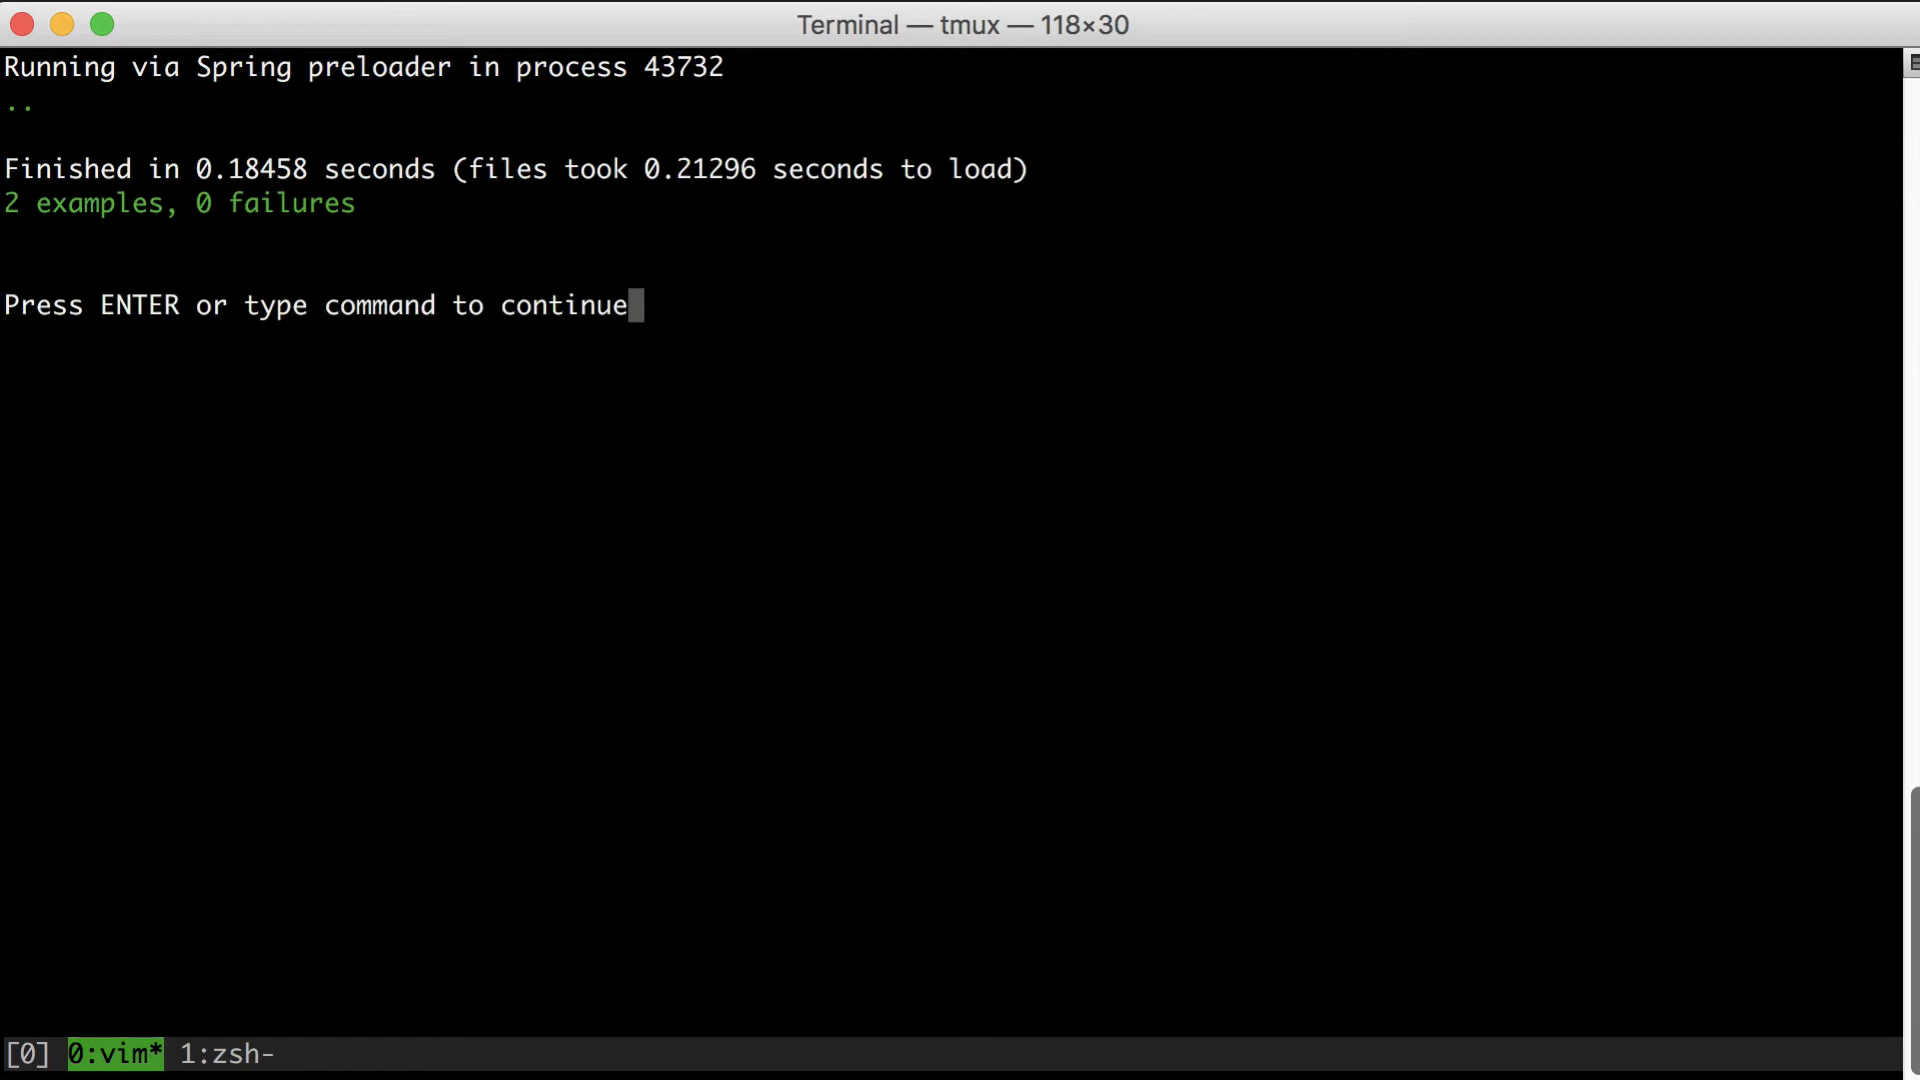 Terminal — tmux — 118×30
Running via Spring preloader in process 43732
..
Finished in 0.18458 seconds (files took 0.21296 seconds to load)
2 examples, 0 failures
Press ENTER or type command to continue
[0] 0:vim* 1:zsh-